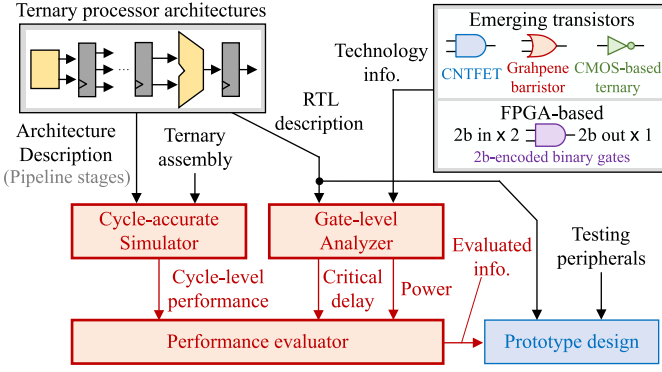 Ternary processor architectures
Emerging transistors
CNTFET
Grahpene
barristor
CMOS-based
ternary
FPGA-based
2b in x 2
2b out x 1
2b-encoded binary gates
Technology
info.
RTL
description
Architecture
Description
(Pipeline stages)
Ternary
assembly
Cycle-accurate
Simulator
Gate-level
Analyzer
Evaluated
info.
Testing
peripherals
Cycle-level
performance
Critical
delay
Power
Performance evaluator
Prototype design